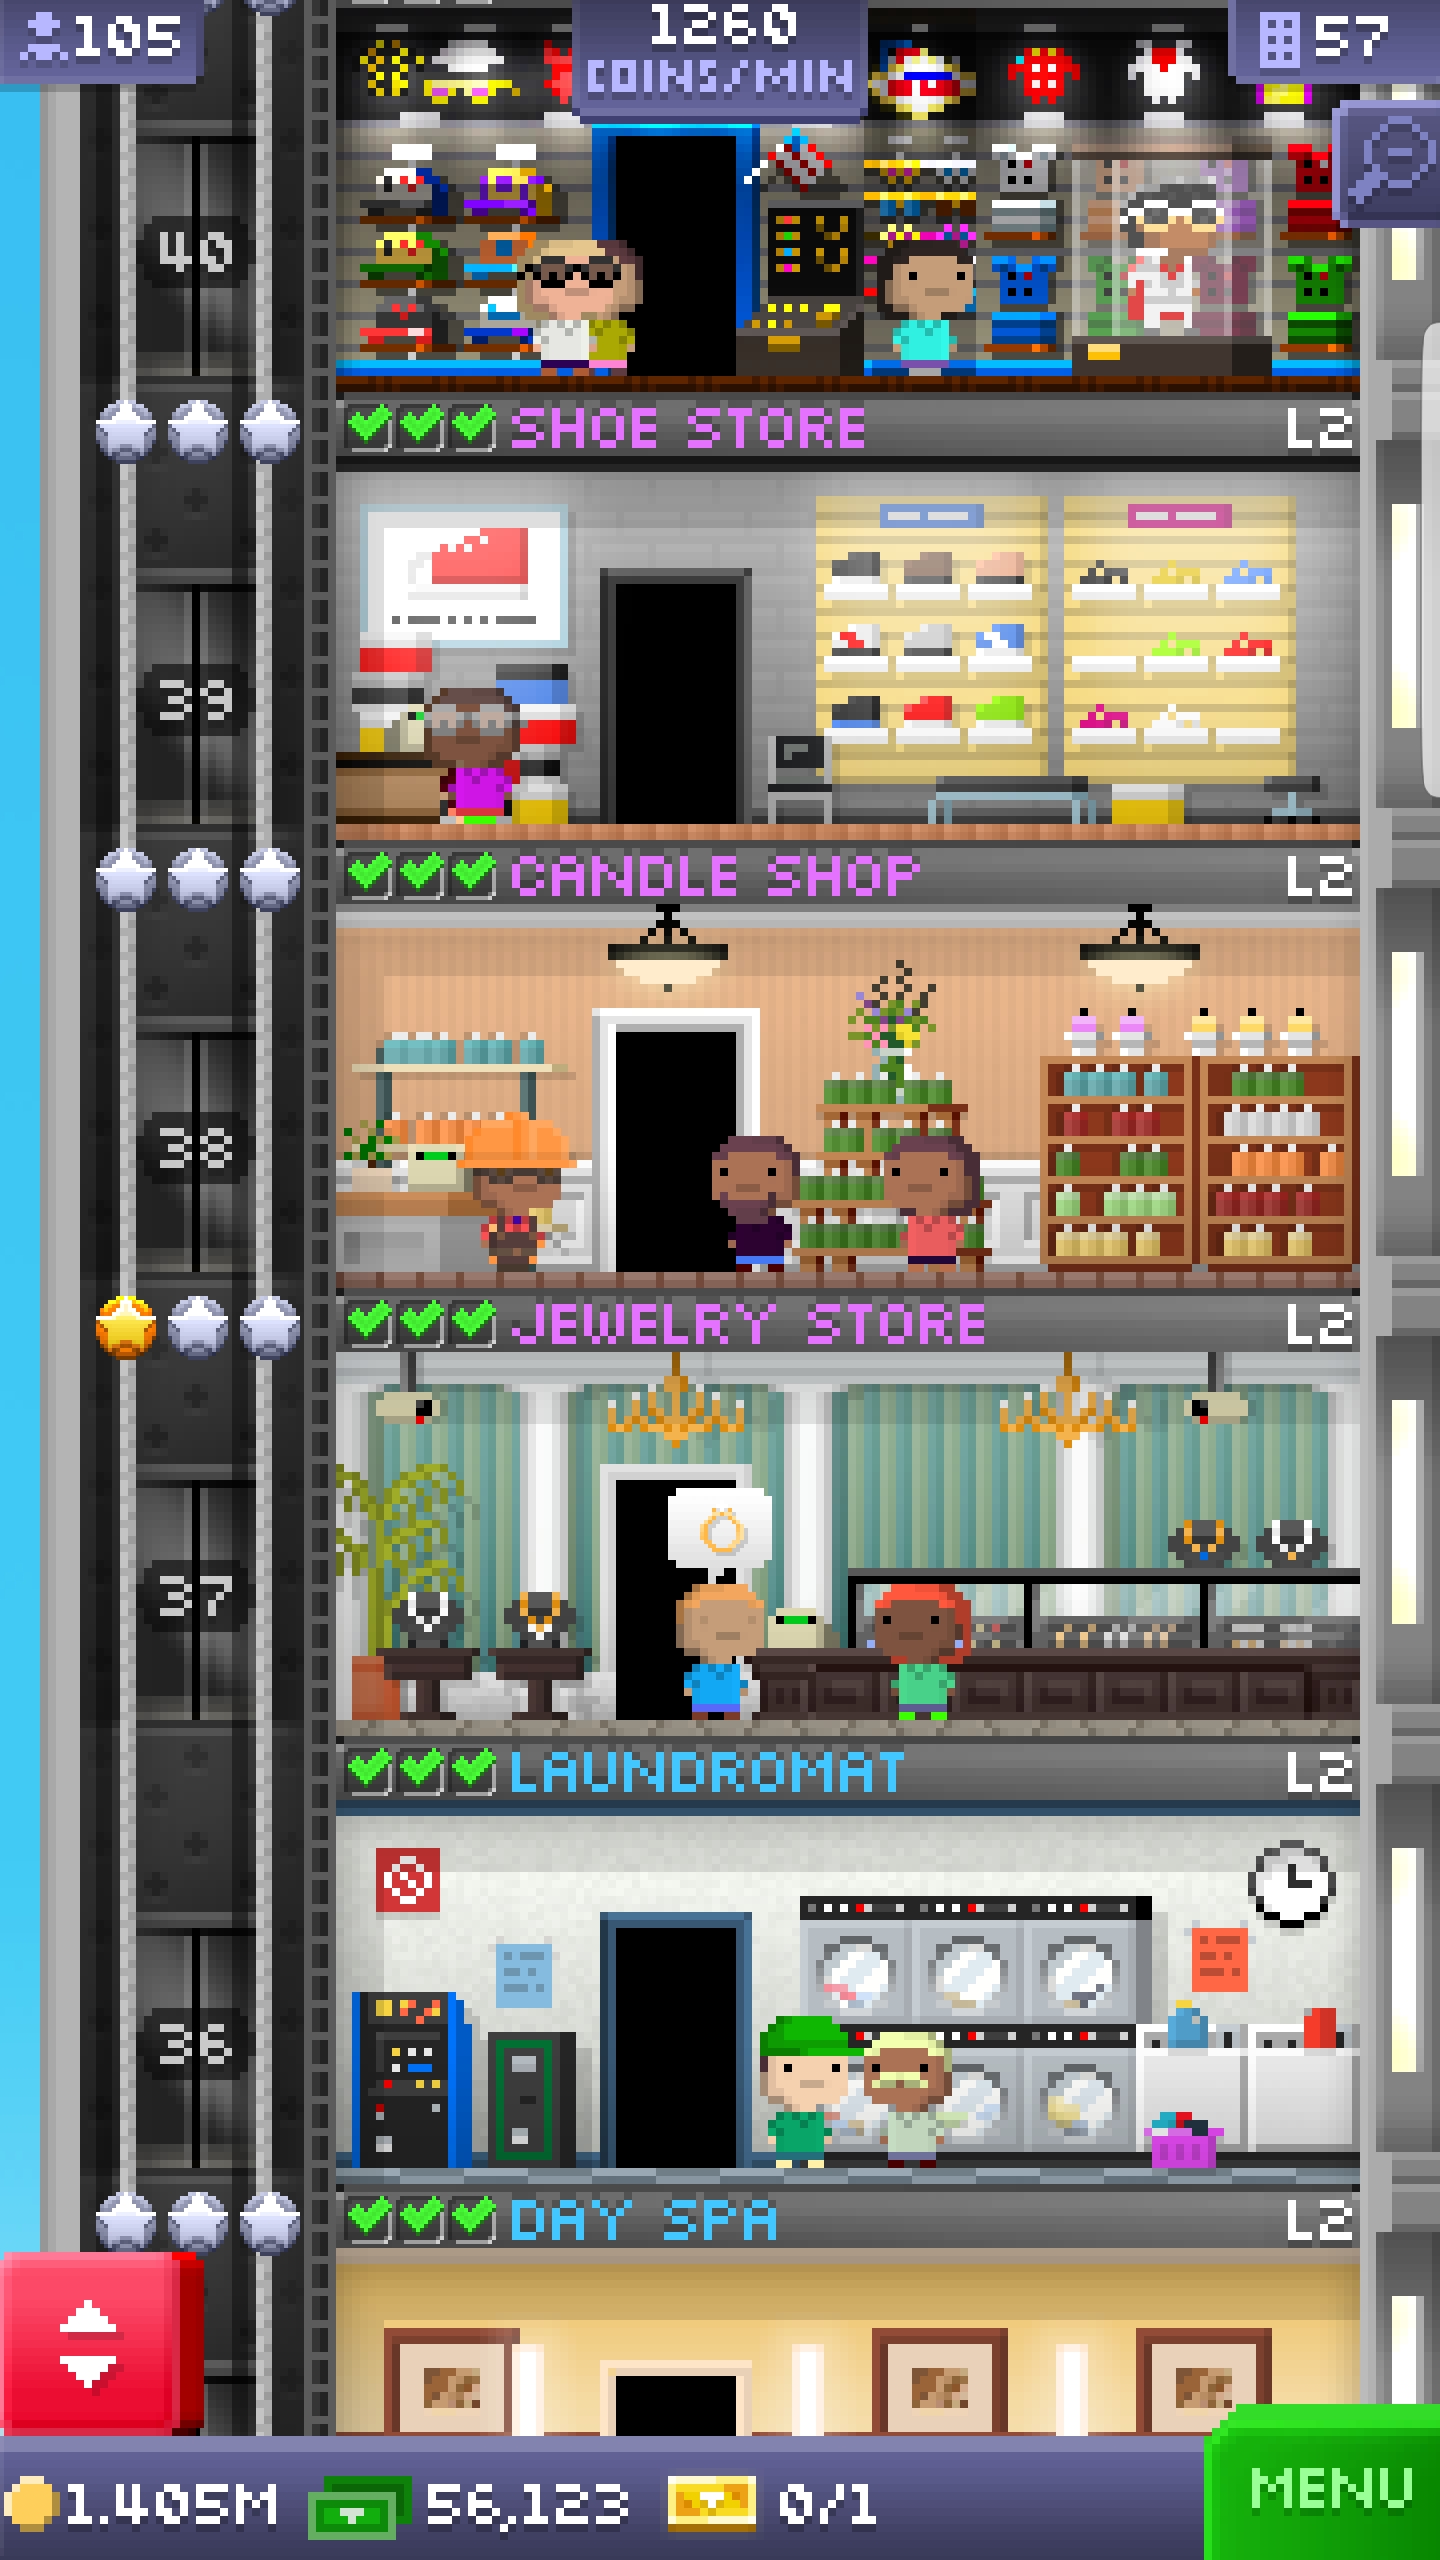 105
1260
COINS/MIN
57
40
SHOE STORE L2
39
CANDLE SHOP L2
38
JEWELRY STORE L2
37
LAUNDROMAT L2
36
DAY SPA L2
1.405M 56,123 0/1
MENU